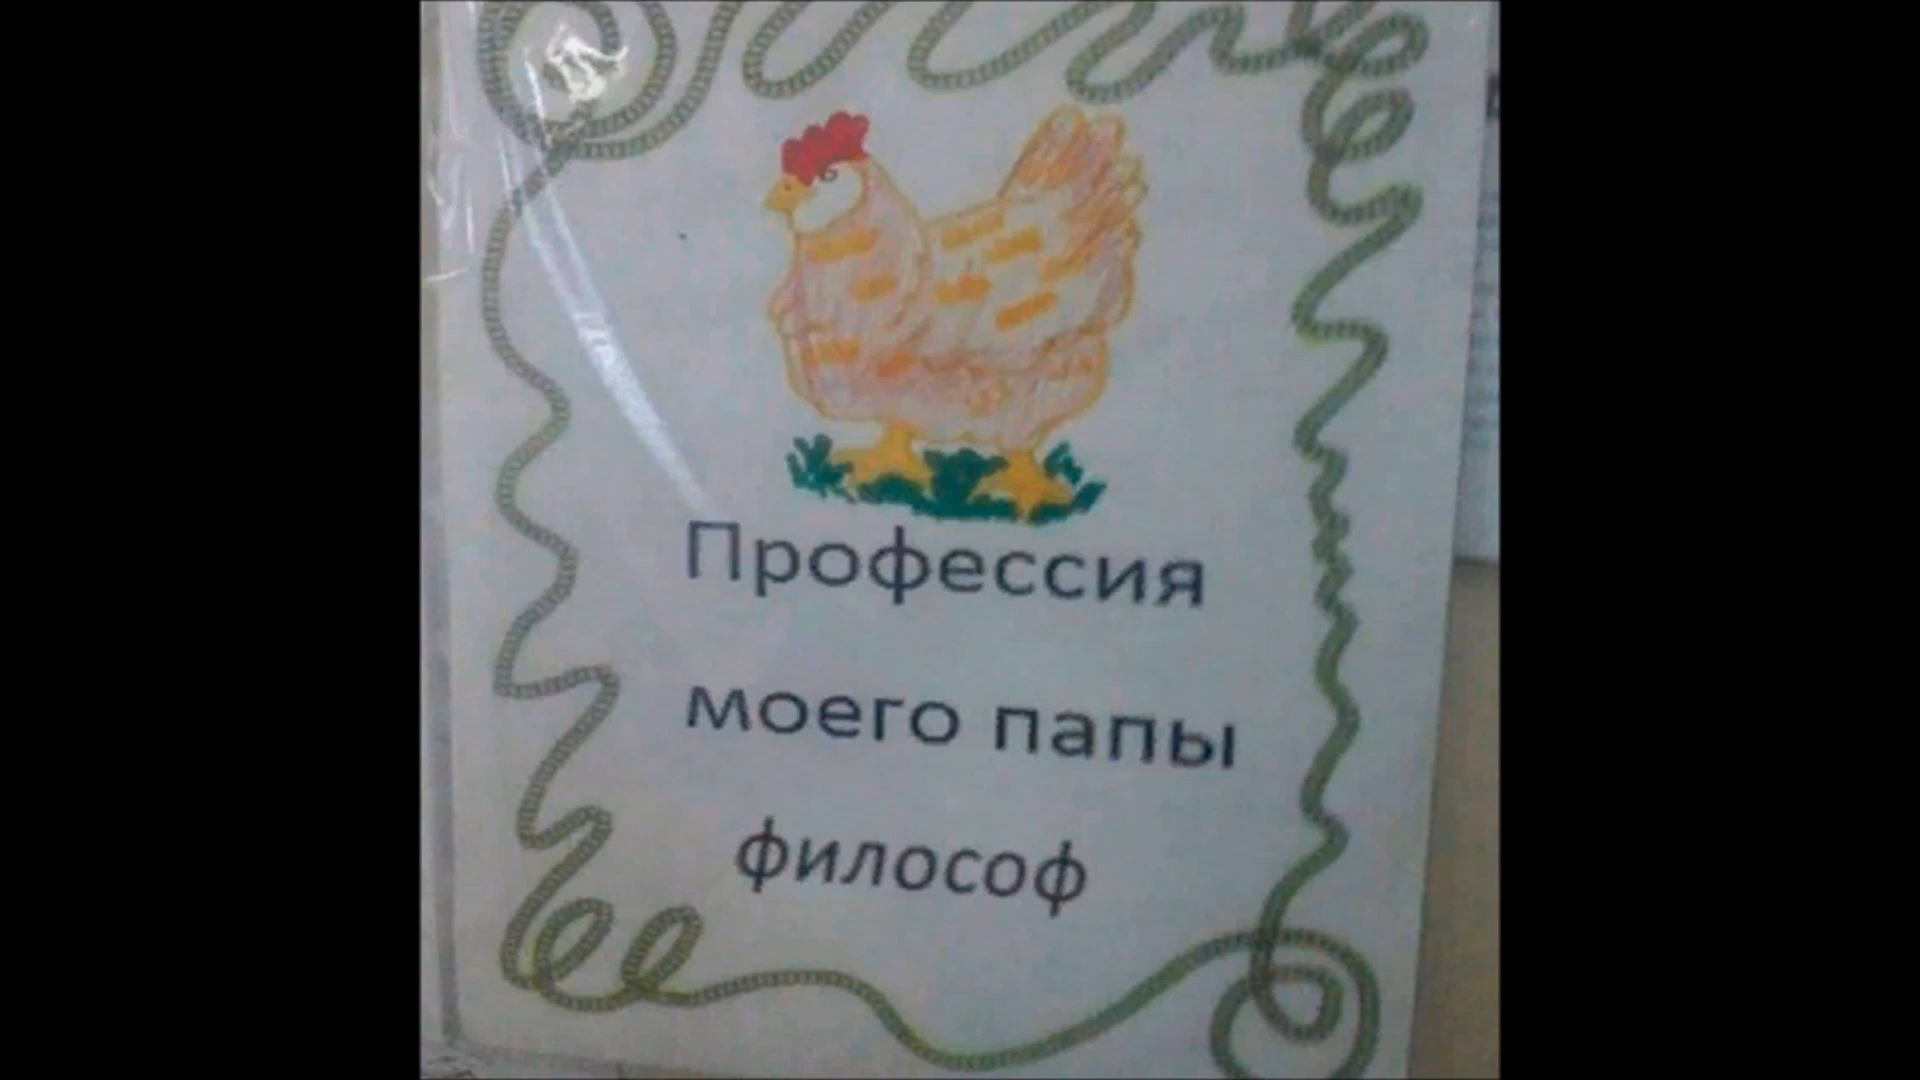 Профессия
моего папы
философ